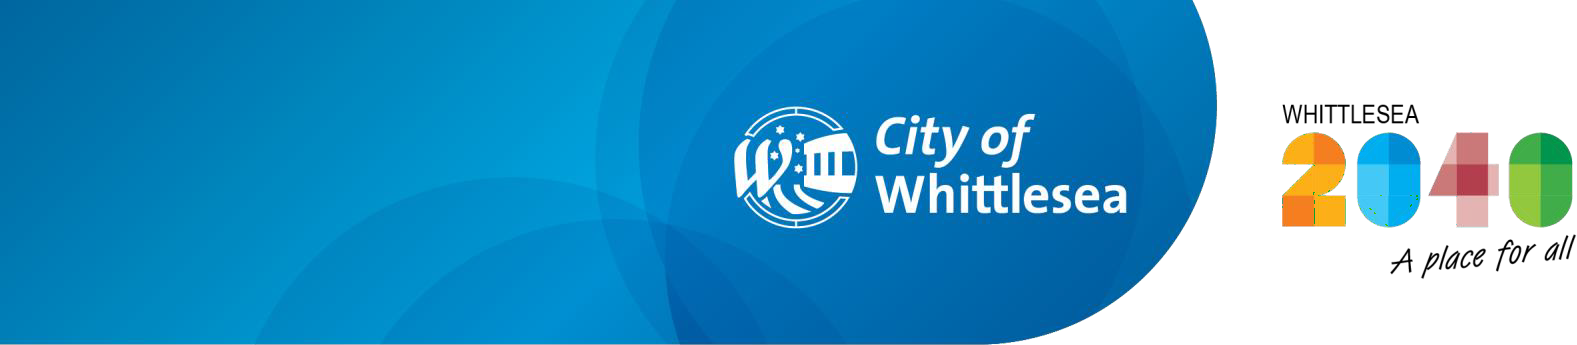 City of
Whittlesea
WHITTLESEA
2040
A place for all